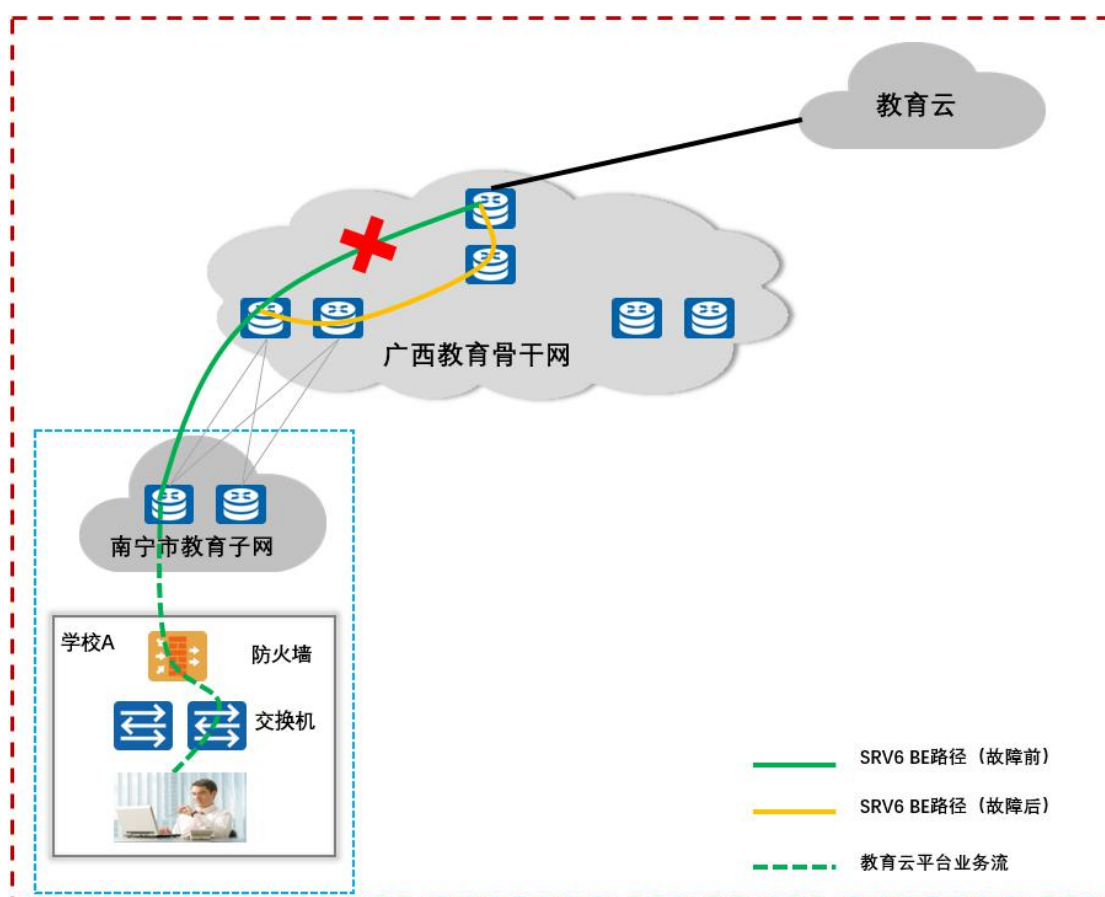 教育云
广西教育骨干网
南宁市教育子网
学校A
防火墙
交换机
SRV6 BE路径（故障前）
SRV6 BE路径（故障后）
教育云平台业务流